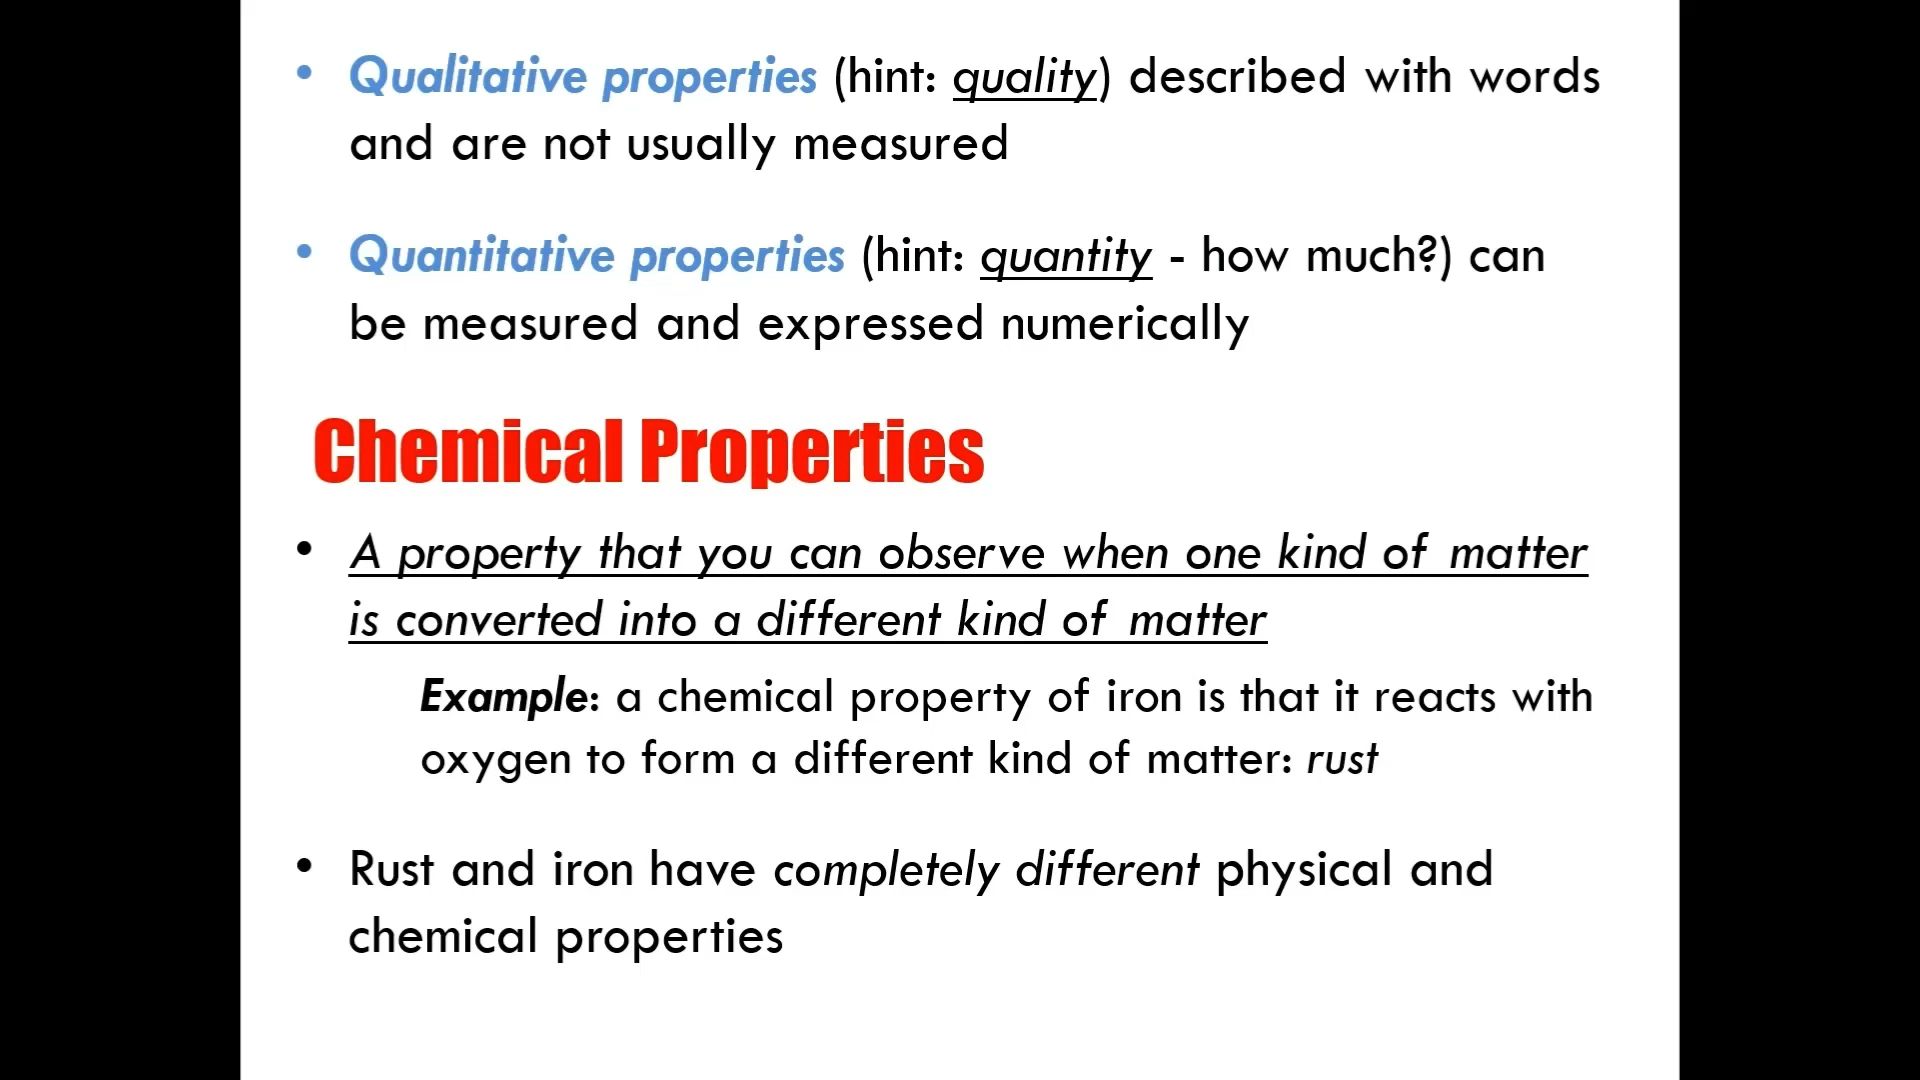 • Qualitative properties (hint: quality) described with words
and are not usually measured
• Quantitative properties (hint: quantity - how much?) can
be measured and expressed numerically
Chemical Properties
• A property that you can observe when one kind of matter
is converted into a different kind of matter
Example: a chemical property of iron is that it reacts with
oxygen to form a different kind of matter: rust
• Rust and iron have completely different physical and
chemical properties